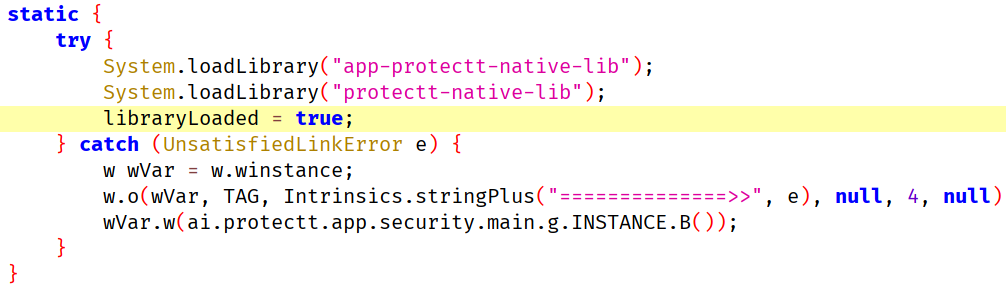 static {
    try {
        System.loadLibrary("app-protectt-native-lib");
        System.loadLibrary("protectt-native-lib");
        libraryLoaded = true;
    } catch (UnsatisfiedLinkError e) {
        w wVar = w.winstance;
        w.o(wVar, TAG, Intrinsics.stringPlus("==============>>", e), null, 4, null)
        wVar.w(ai.protectt.app.security.main.g.INSTANCE.B());
    }
}